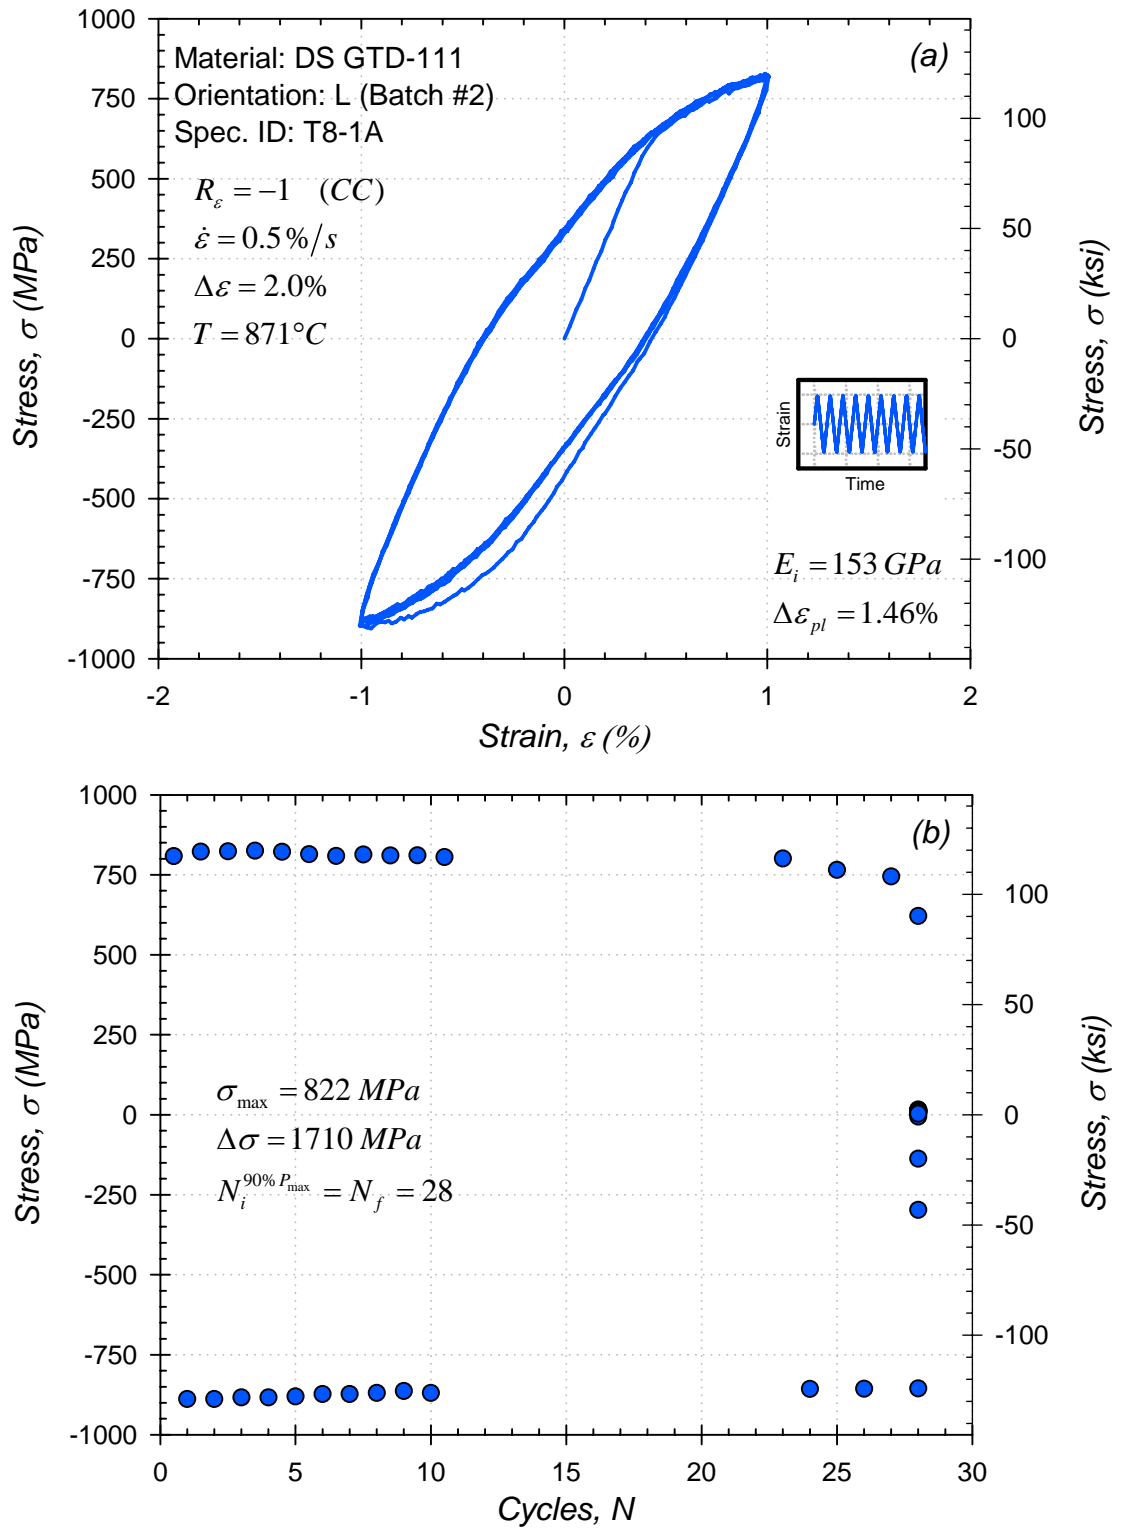 (a)
Material: DS GTD-111
Orientation: L (Batch #2)
Spec. ID: T8-1A
R_ε = −1 (CC)
ε̇ = 0.5%/s
Δε = 2.0%
T = 871°C
1000
750
500
250
0
-250
-500
-750
-1000
Stress, σ (MPa)
100
50
0
-50
-100
Stress, σ (ksi)
Strain
Time
E_i = 153 GPa
Δε_pl = 1.46%
-2
-1
0
1
2
Strain, ε (%)
(b)
1000
750
500
250
0
-250
-500
-750
-1000
Stress, σ (MPa)
100
50
0
-50
-100
Stress, σ (ksi)
σ_max = 822 MPa
Δσ = 1710 MPa
N_i^{90% P_max} = N_f = 28
0
5
10
15
20
25
30
Cycles, N